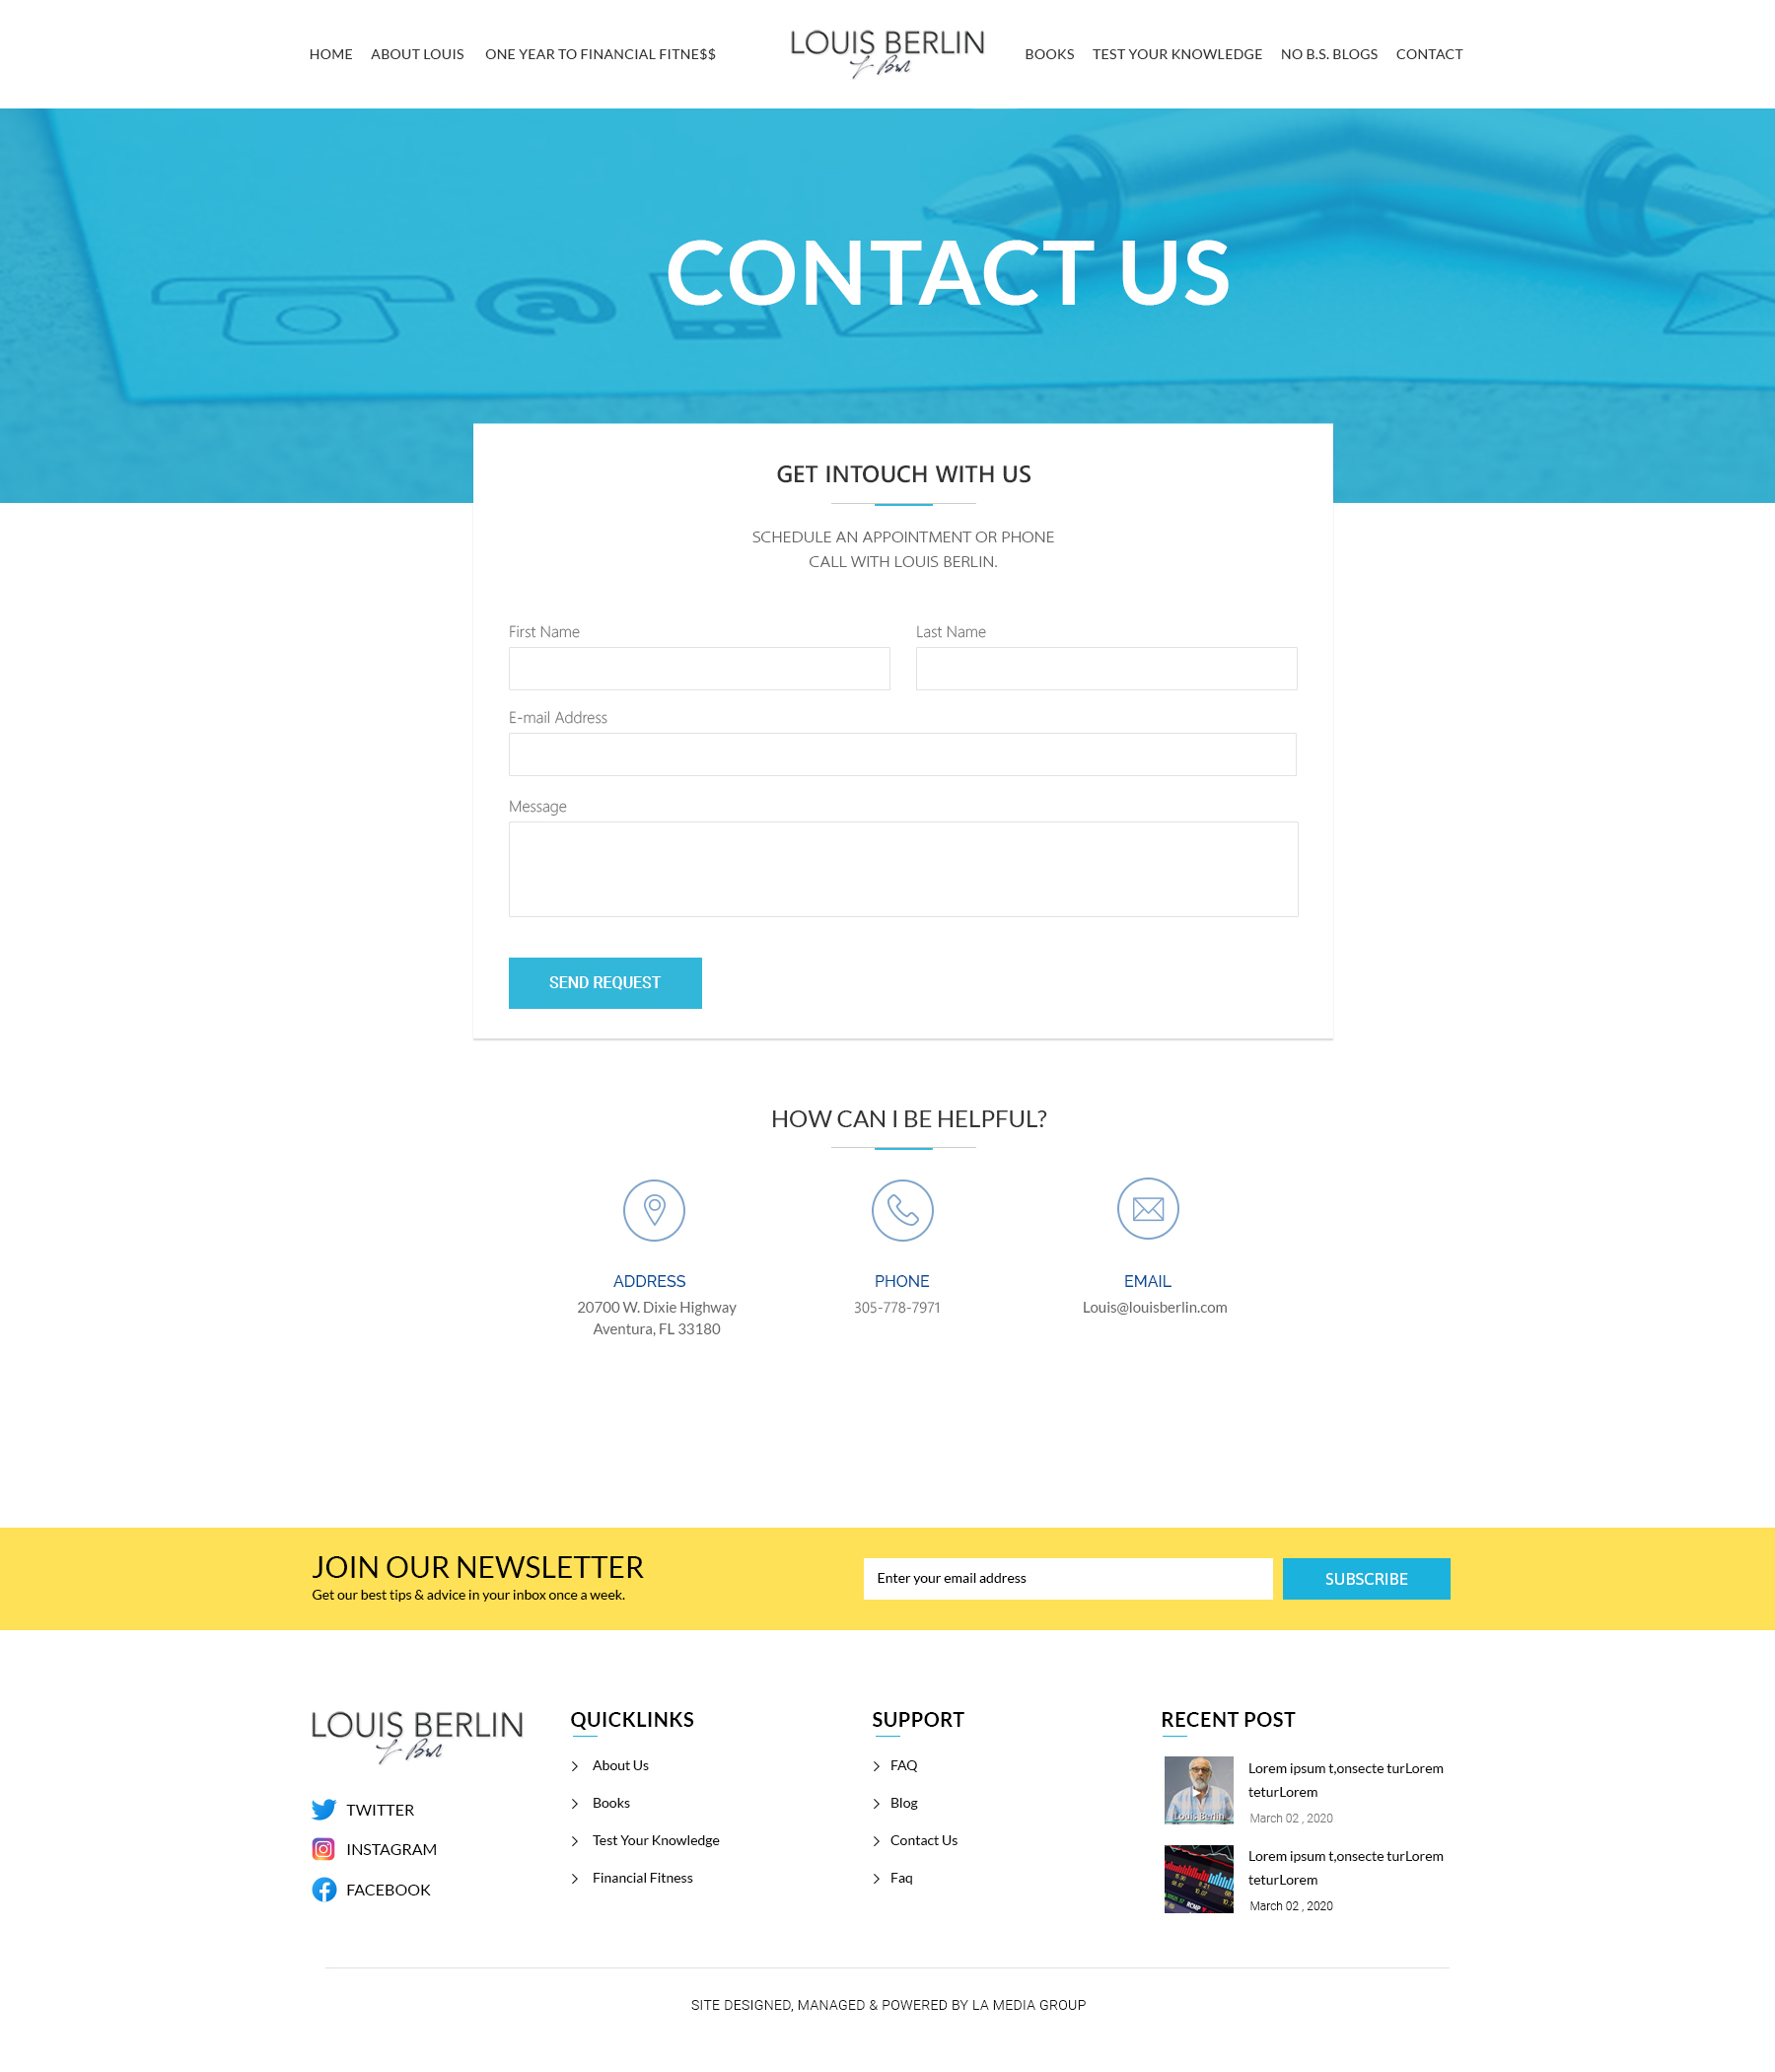 HOME ABOUT LOUIS ONE YEAR TO FINANCIAL FITNE$$ LOUIS BERLIN BOOKS TEST YOUR KNOWLEDGE NO B.S. BLOGS CONTACT
CONTACT US
GET INTOUCH WITH US
SCHEDULE AN APPOINTMENT OR PHONE
CALL WITH LOUIS BERLIN.
First Name Last Name
E-mail Address
Message
SEND REQUEST
HOW CAN I BE HELPFUL?
ADDRESS PHONE EMAIL
20700 W. Dixie Highway 305-778-7971 Louis@louisberlin.com
Aventura, FL 33180
JOIN OUR NEWSLETTER
Get our best tips & advice in your inbox once a week.
Enter your email address SUBSCRIBE
LOUIS BERLIN
TWITTER
INSTAGRAM
FACEBOOK
QUICKLINKS
About Us
Books
Test Your Knowledge
Financial Fitness
SUPPORT
FAQ
Blog
Contact Us
Faq
RECENT POST
Louis Berlin
Lorem ipsum t,onsecte turLorem
teturLorem
March 02 , 2020
Lorem ipsum t,onsecte turLorem
teturLorem
March 02 , 2020
SITE DESIGNED, MANAGED & POWERED BY LA MEDIA GROUP